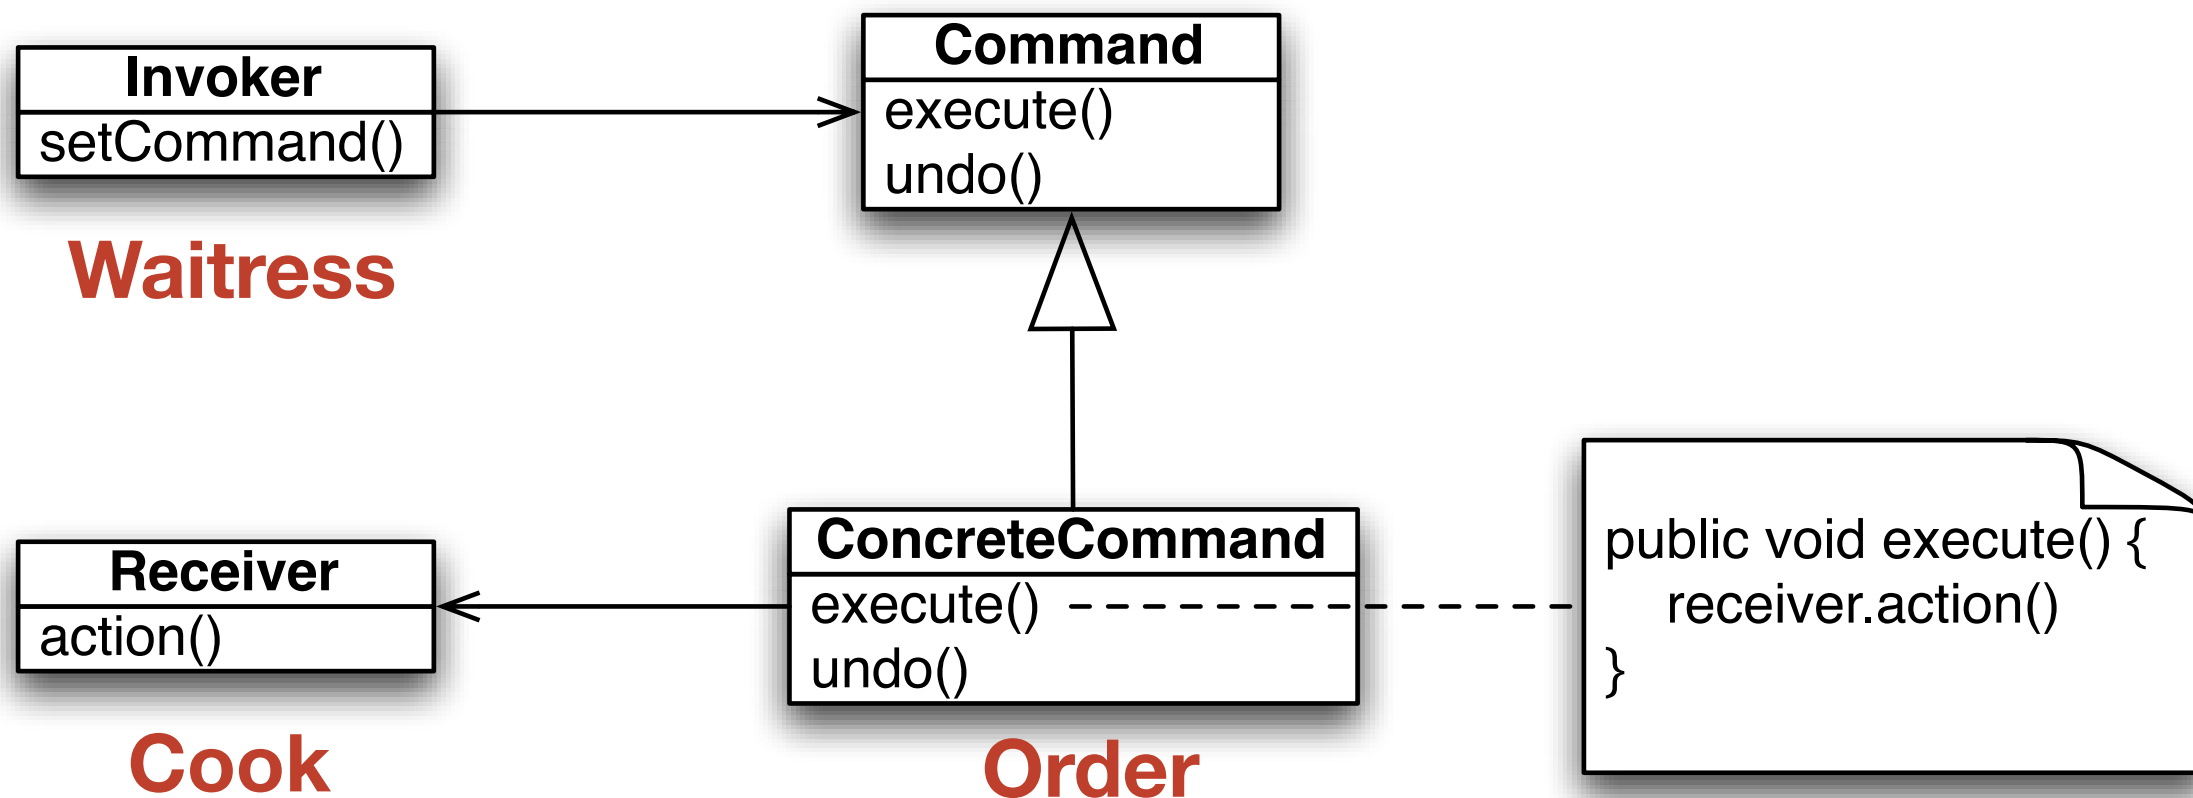 Invoker
setCommand()
Waitress
Command
execute()
undo()
Receiver
action()
Cook
ConcreteCommand
execute()
undo()
Order
public void execute() {
receiver.action()
}